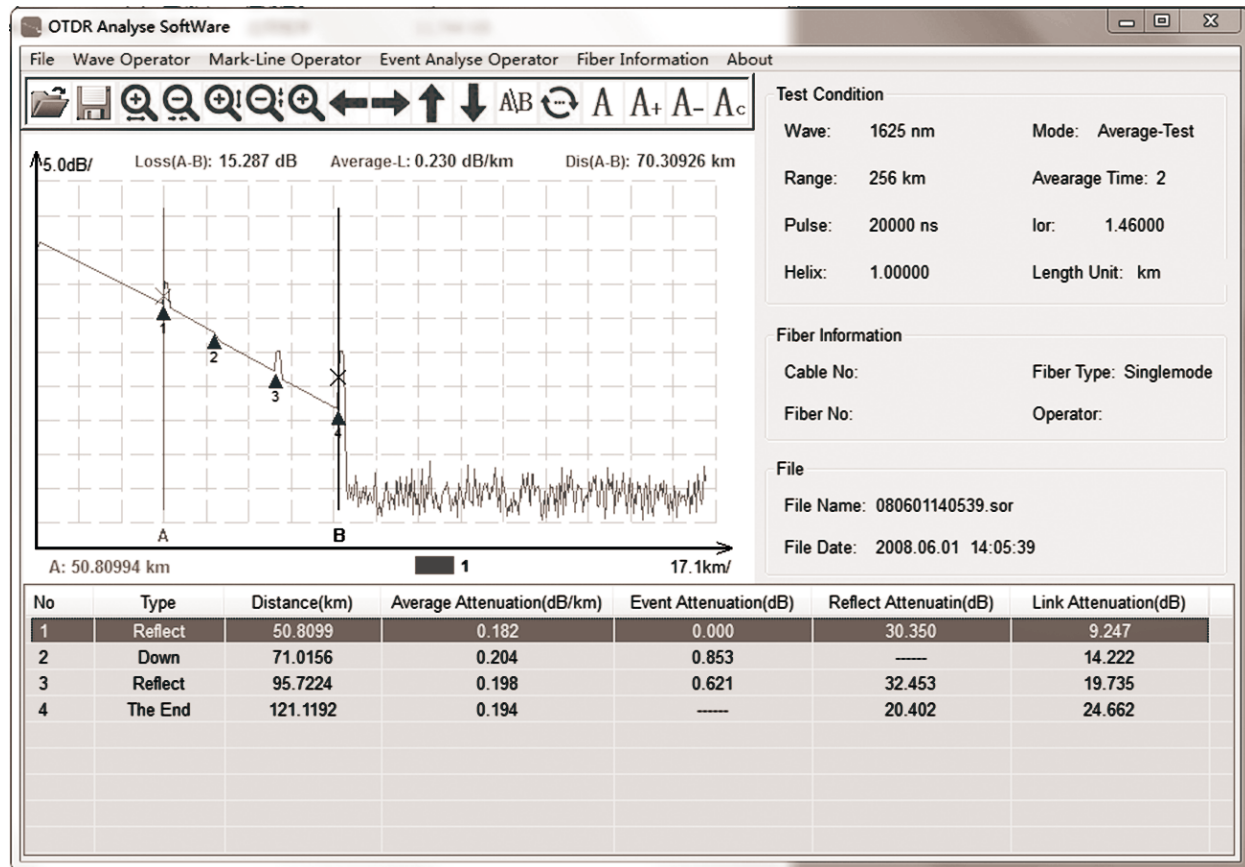 OTDR Analyse SoftWare
File Wave Operator Mark-Line Operator Event Analyse Operator Fiber Information About
A\B A A+ A- Ac
5.0dB/ Loss(A-B): 15.287 dB Average-L: 0.230 dB/km Dis(A-B): 70.30926 km
1
2
3
4
A B
A: 50.80994 km 1 17.1km/
Test Condition
Wave: 1625 nm Mode: Average-Test
Range: 256 km Avearage Time: 2
Pulse: 20000 ns Ior: 1.46000
Helix: 1.00000 Length Unit: km
Fiber Information
Cable No: Fiber Type: Singlemode
Fiber No: Operator:
File
File Name: 080601140539.sor
File Date: 2008.06.01 14:05:39
No Type Distance(km) Average Attenuation(dB/km) Event Attenuation(dB) Reflect Attenuatin(dB) Link Attenuation(dB)
1 Reflect 50.8099 0.182 0.000 30.350 9.247
2 Down 71.0156 0.204 0.853 ------ 14.222
3 Reflect 95.7224 0.198 0.621 32.453 19.735
4 The End 121.1192 0.194 ------ 20.402 24.662